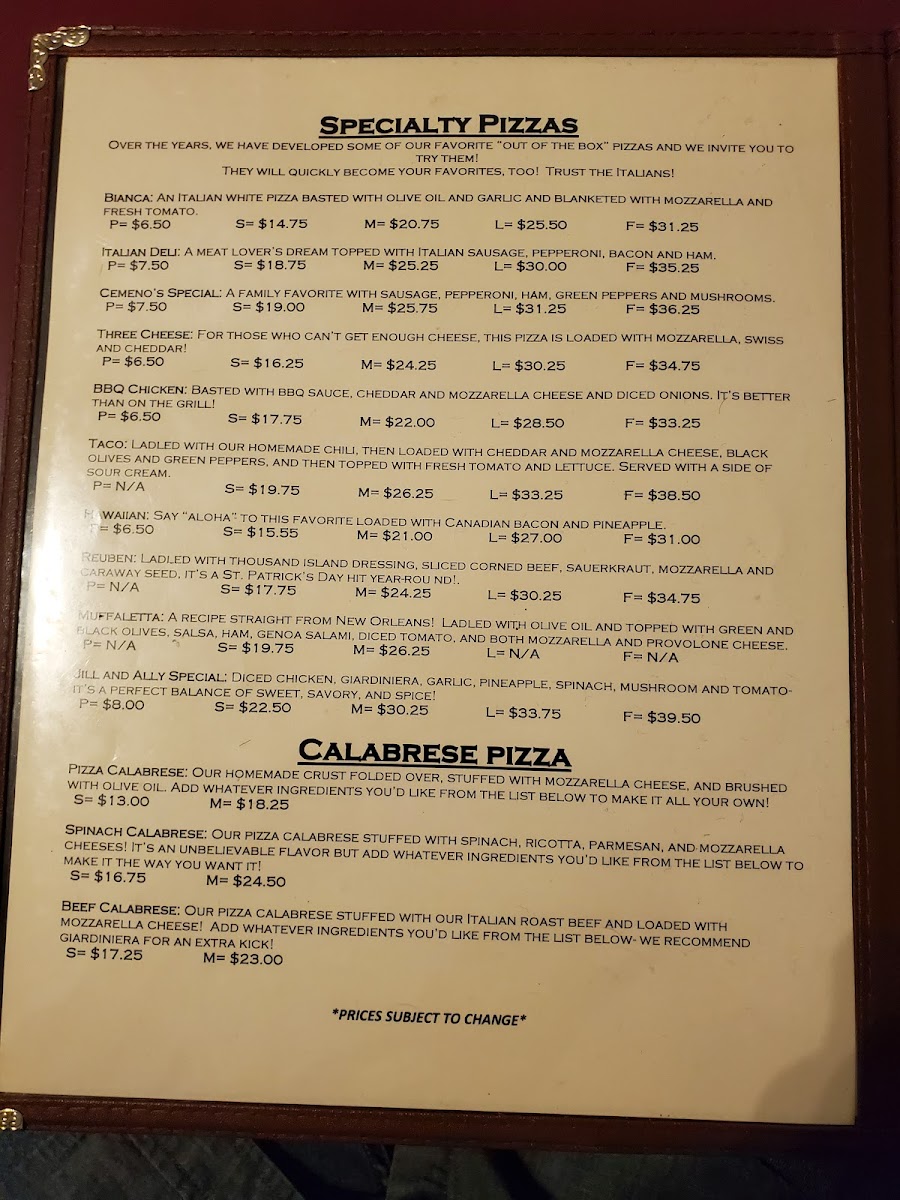 SPECIALTY PIZZAS
OVER THE YEARS, WE HAVE DEVELOPED SOME OF OUR FAVORITE "OUT OF THE BOX" PIZZAS AND WE INVITE YOU TO
TRY THEM!
THEY WILL QUICKLY BECOME YOUR FAVORITES, TOO! TRUST THE ITALIANS!
BIANCA: AN ITALIAN WHITE PIZZA BASTED WITH OLIVE OIL AND GARLIC AND BLANKETED WITH MOZZARELLA AND
FRESH TOMATO.
P= $6.50 S= $14.75 M= $20.75 L= $25.50 F= $31.25
ITALIAN DELI: A MEAT LOVER'S DREAM TOPPED WITH ITALIAN SAUSAGE, PEPPERONI, BACON AND HAM.
P= $7.50 S= $18.75 M= $25.25 L= $30.00 F= $35.25
CEMENO'S SPECIAL: A FAMILY FAVORITE WITH SAUSAGE, PEPPERONI, HAM, GREEN PEPPERS AND MUSHROOMS.
P= $7.50 S= $19.00 M= $25.75 L= $31.25 F= $36.25
THREE CHEESE: FOR THOSE WHO CAN'T GET ENOUGH CHEESE, THIS PIZZA IS LOADED WITH MOZZARELLA, SWISS
AND CHEDDAR!
P= $6.50 S= $16.25 M= $24.25 L= $30.25 F= $34.75
BBQ CHICKEN: BASTED WITH BBQ SAUCE, CHEDDAR AND MOZZARELLA CHEESE AND DICED ONIONS. IT'S BETTER
THAN ON THE GRILL!
P= $6.50 S= $17.75 M= $22.00 L= $28.50 F= $33.25
TACO: LADLED WITH OUR HOMEMADE CHILI, THEN LOADED WITH CHEDDAR AND MOZZARELLA CHEESE, BLACK
OLIVES AND GREEN PEPPERS, AND THEN TOPPED WITH FRESH TOMATO AND LETTUCE. SERVED WITH A SIDE OF
SOUR CREAM.
P= N/A S= $19.75 M= $26.25 L= $33.25 F= $38.50
HAWAIIAN: SAY "ALOHA" TO THIS FAVORITE LOADED WITH CANADIAN BACON AND PINEAPPLE.
P= $6.50 S= $15.55 M= $21.00 L= $27.00 F= $31.00
REUBEN: LADLED WITH THOUSAND ISLAND DRESSING, SLICED CORNED BEEF, SAUERKRAUT, MOZZARELLA AND
CARAWAY SEED, IT'S A ST. PATRICK'S DAY HIT YEAR-ROU ND!.
P= N/A S= $17.75 M= $24.25 L= $30.25 F= $34.75
MUFFALETTA: A RECIPE STRAIGHT FROM NEW ORLEANS! LADLED WITH OLIVE OIL AND TOPPED WITH GREEN AND
BLACK OLIVES, SALSA, HAM, GENOA SALAMI, DICED TOMATO, AND BOTH MOZZARELLA AND PROVOLONE CHEESE.
P= N/A S= $19.75 M= $26.25 L= N/A F= N/A
JILL AND ALLY SPECIAL: DICED CHICKEN, GIARDINIERA, GARLIC, PINEAPPLE, SPINACH, MUSHROOM AND TOMATO-
IT'S A PERFECT BALANCE OF SWEET, SAVORY, AND SPICE!
P= $8.00 S= $22.50 M= $30.25 L= $33.75 F= $39.50
CALABRESE PIZZA
PIZZA CALABRESE: OUR HOMEMADE CRUST FOLDED OVER, STUFFED WITH MOZZARELLA CHEESE, AND BRUSHED
WITH OLIVE OIL. ADD WHATEVER INGREDIENTS YOU'D LIKE FROM THE LIST BELOW TO MAKE IT ALL YOUR OWN!
S= $13.00 M= $18.25
SPINACH CALABRESE: OUR PIZZA CALABRESE STUFFED WITH SPINACH, RICOTTA, PARMESAN, AND MOZZARELLA
CHEESES! IT'S AN UNBELIEVABLE FLAVOR BUT ADD WHATEVER INGREDIENTS YOU'D LIKE FROM THE LIST BELOW TO
MAKE IT THE WAY YOU WANT IT!
S= $16.75 M= $24.50
BEEF CALABRESE: OUR PIZZA CALABRESE STUFFED WITH OUR ITALIAN ROAST BEEF AND LOADED WITH
MOZZARELLA CHEESE! ADD WHATEVER INGREDIENTS YOU'D LIKE FROM THE LIST BELOW- WE RECOMMEND
GIARDINIERA FOR AN EXTRA KICK!
S= $17.25 M= $23.00
*PRICES SUBJECT TO CHANGE*